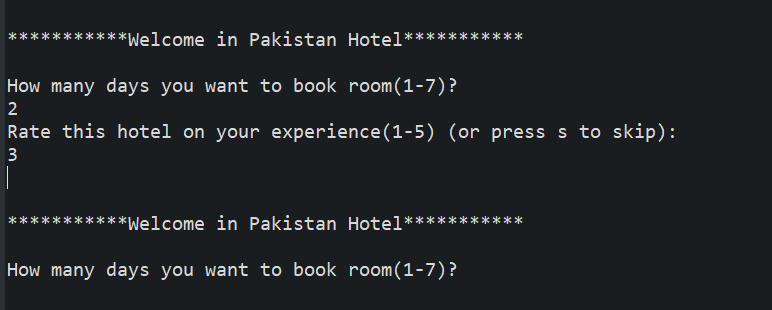 ***********Welcome in Pakistan Hotel***********
How many days you want to book room(1-7)?
2
Rate this hotel on your experience(1-5) (or press s to skip):
3
***********Welcome in Pakistan Hotel***********
How many days you want to book room(1-7)?